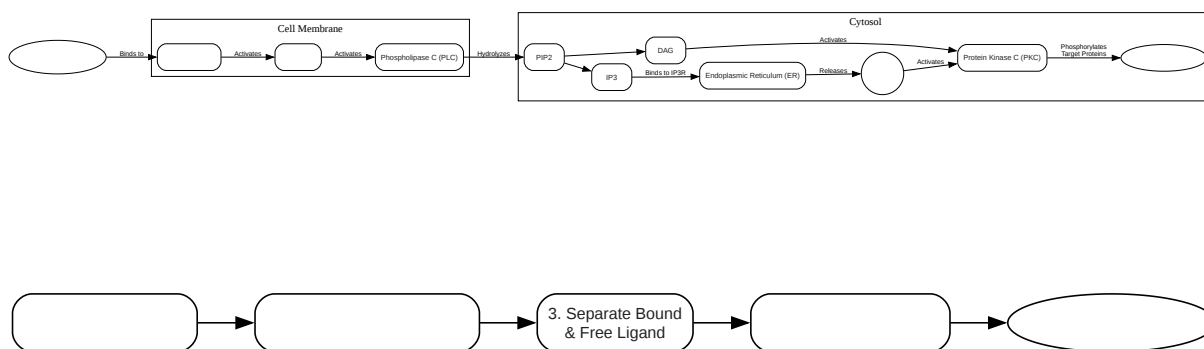 Cell Membrane
Cytosol
Binds to
Activates
Activates
Phospholipase C (PLC)
Hydrolyzes
PIP2
DAG
Activates
IP3
Binds to IP3R
Endoplasmic Reticulum (ER)
Releases
Activates
Protein Kinase C (PKC)
Phosphorylates
Target Proteins
3. Separate Bound
& Free Ligand